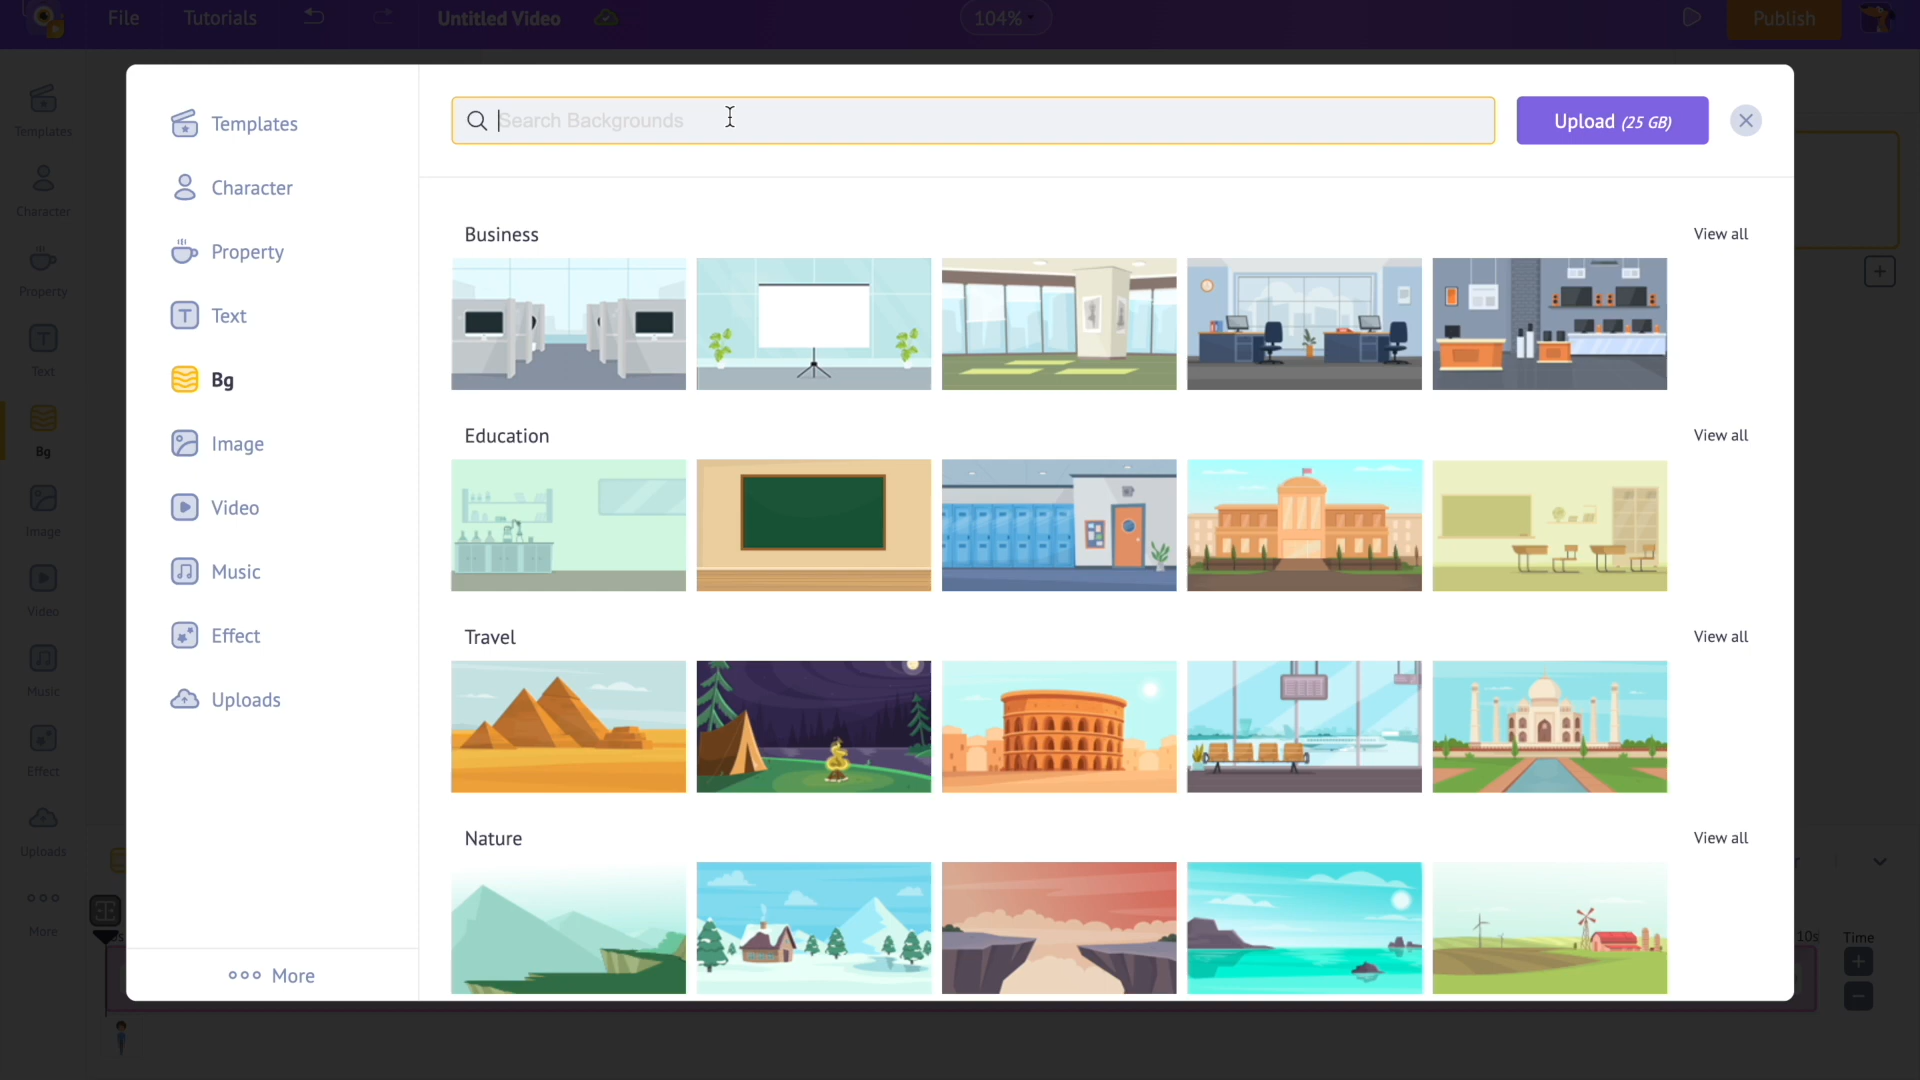 File
Tutorials
Untitled Video
104%
Publish
Templates
Character
Property
Text
Bg
Image
Video
Music
Effect
Uploads
More
Templates
Character
Property
Text
Bg
Image
Video
Music
Effect
Uploads
More
Search Backgrounds
Upload (25 GB)
Business
View all
Education
View all
Travel
View all
Nature
View all
10s
Time